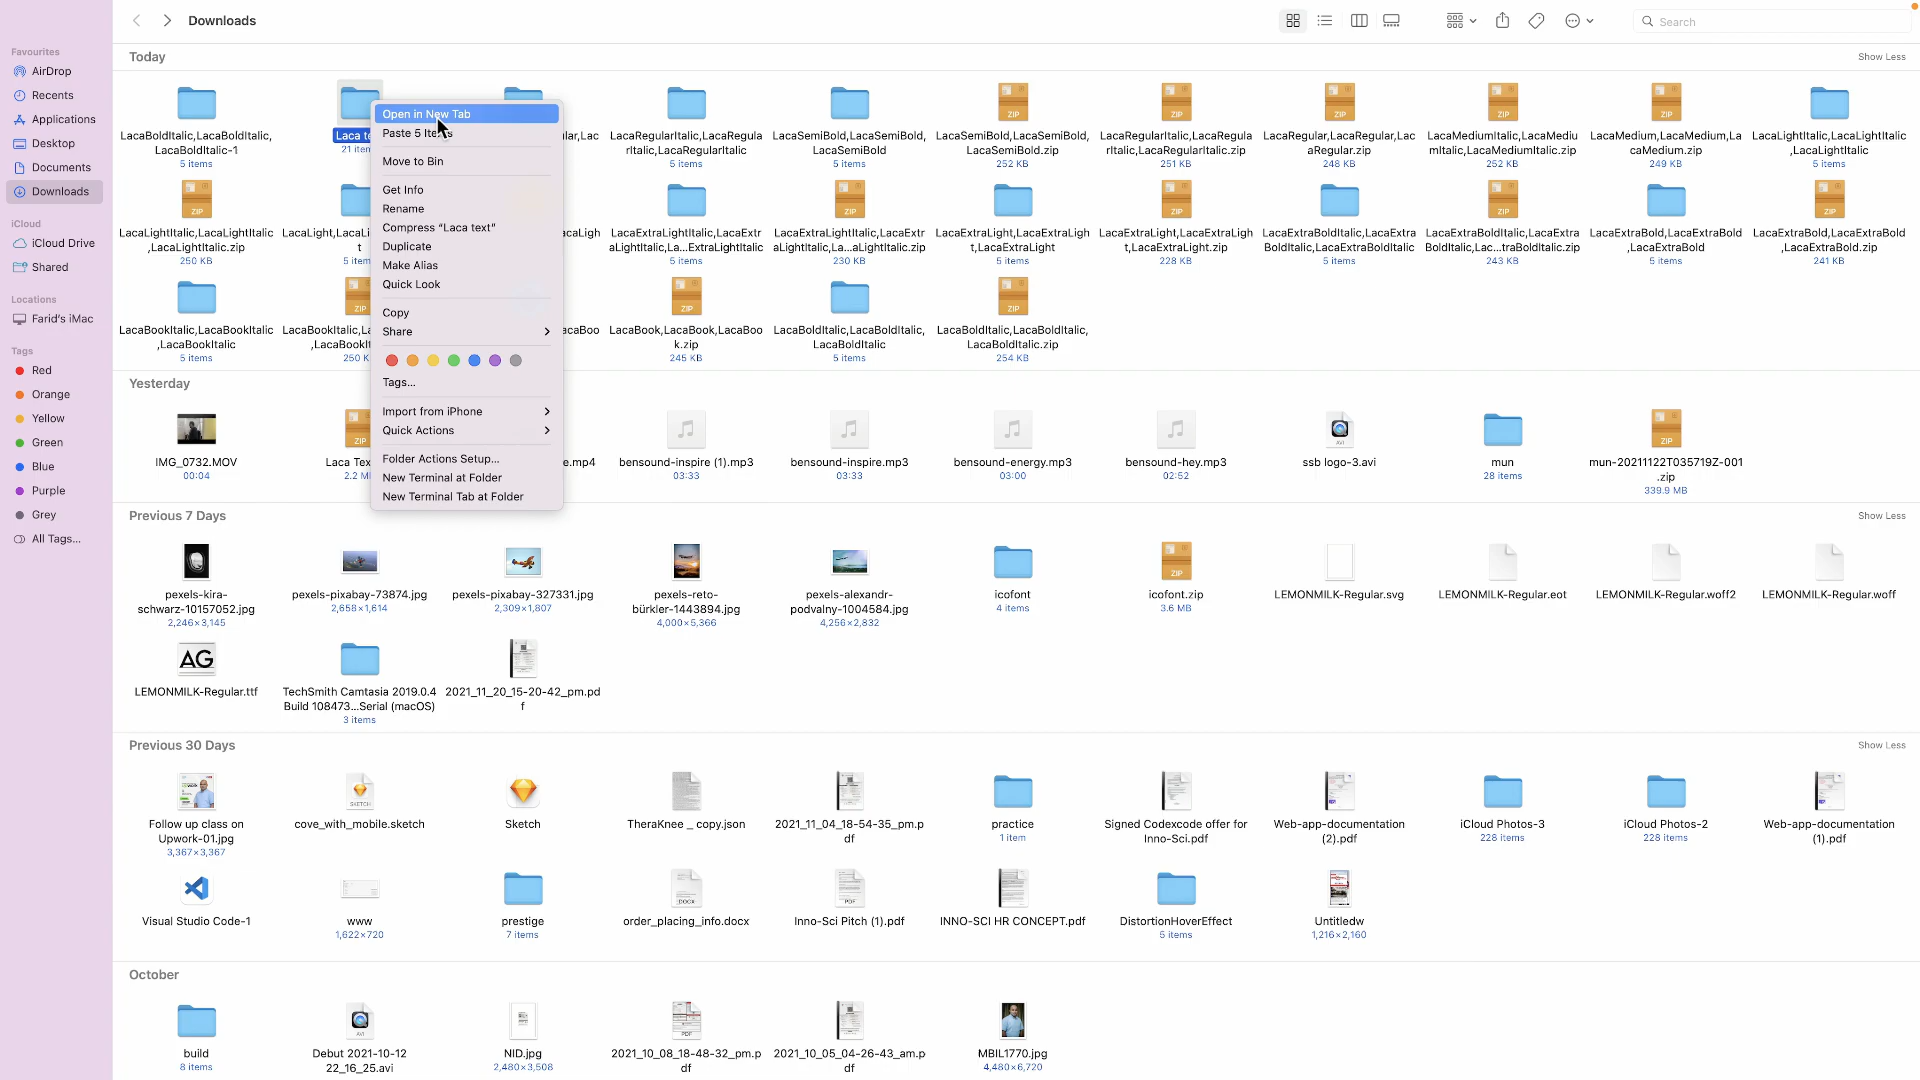 Downloads
Search
Favourites
AirDrop
Recents
Applications
Desktop
Documents
Downloads
iCloud
iCloud Drive
Shared
Locations
Farid's iMac
Tags
Red
Orange
Yellow
Green
Blue
Purple
Grey
All Tags...
Today
Show Less
LacaBoldItalic,LacaBoldItalic,
LacaBoldItalic-1
5 items
Laca te
21 item
Open in New Tab
Paste 5 Items
Move to Bin
Get Info
Rename
Compress “Laca text”
Duplicate
Make Alias
Quick Look
Copy
Share
Tags...
Import from iPhone
Quick Actions
Folder Actions Setup...
New Terminal at Folder
New Terminal Tab at Folder
ular,Lac
LacaRegularItalic,LacaRegula
rItalic,LacaRegularItalic
5 items
LacaSemiBold,LacaSemiBold,
LacaSemiBold
5 items
LacaSemiBold,LacaSemiBold,
LacaSemiBold.zip
252 KB
LacaRegularItalic,LacaRegula
rItalic,LacaRegularItalic.zip
251 KB
LacaRegular,LacaRegular,Lac
aRegular.zip
248 KB
LacaMediumItalic,LacaMediu
mItalic,LacaMediumItalic.zip
252 KB
LacaMedium,LacaMedium,La
caMedium.zip
249 KB
LacaLightItalic,LacaLightItalic
,LacaLightItalic
5 items
LacaLightItalic,LacaLightItalic
,LacaLightItalic.zip
250 KB
LacaLight,LacaLi
t
5 item
acaLigh
LacaExtraLightItalic,LacaExtr
aLightItalic,La...ExtraLightItalic
5 items
LacaExtraLightItalic,LacaExtr
aLightItalic,La...aLightItalic.zip
230 KB
LacaExtraLight,LacaExtraLigh
t,LacaExtraLight
5 items
LacaExtraLight,LacaExtraLigh
t,LacaExtraLight.zip
228 KB
LacaExtraBoldItalic,LacaExtra
BoldItalic,LacaExtraBoldItalic
5 items
LacaExtraBoldItalic,LacaExtra
BoldItalic,Lac...traBoldItalic.zip
243 KB
LacaExtraBold,LacaExtraBold
,LacaExtraBold
5 items
LacaExtraBold,LacaExtraBold
,LacaExtraBold.zip
241 KB
LacaBookItalic,LacaBookItalic
,LacaBookItalic
5 items
LacaBookItalic,L
,LacaBookI
250 K
acaBoo
LacaBook,LacaBook,LacaBoo
k.zip
245 KB
LacaBoldItalic,LacaBoldItalic,
LacaBoldItalic
5 items
LacaBoldItalic,LacaBoldItalic,
LacaBoldItalic.zip
254 KB
Yesterday
IMG_0732.MOV
00:04
Laca Tex
2.2 M
e.mp4
bensound-inspire (1).mp3
03:33
bensound-inspire.mp3
03:33
bensound-energy.mp3
03:00
bensound-hey.mp3
02:52
AVI
ssb logo-3.avi
mun
28 items
mun-20211122T035719Z-001
.zip
339.9 MB
Previous 7 Days
Show Less
pexels-kira-
schwarz-10157052.jpg
2,246×3,145
pexels-pixabay-73874.jpg
2,658×1,614
pexels-pixabay-327331.jpg
2,309×1,807
pexels-reto-
bürkler-1443894.jpg
4,000×5,366
pexels-alexandr-
podvalny-1004584.jpg
4,256×2,832
icofont
4 items
ZIP
icofont.zip
3.6 MB
LEMONMILK-Regular.svg
LEMONMILK-Regular.eot
LEMONMILK-Regular.woff2
LEMONMILK-Regular.woff
AG
LEMONMILK-Regular.ttf
TechSmith Camtasia 2019.0.4
Build 108473...Serial (macOS)
3 items
2021_11_20_15-20-42_pm.pd
f
Previous 30 Days
Show Less
Follow up class on
Upwork-01.jpg
3,367×3,367
SKETCH
cove_with_mobile.sketch
Sketch
TheraKnee _ copy.json
2021_11_04_18-54-35_pm.p
df
practice
1 item
Signed Codexcode offer for
Inno-Sci.pdf
Web-app-documentation
(2).pdf
iCloud Photos-3
228 items
iCloud Photos-2
228 items
Web-app-documentation
(1).pdf
Visual Studio Code-1
www
1,622×720
prestige
7 items
DOCX
order_placing_info.docx
PDF
Inno-Sci Pitch (1).pdf
INNO-SCI HR CONCEPT.pdf
DistortionHoverEffect
5 items
Untitledw
1,216×2,160
October
build
8 items
AVI
Debut 2021-10-12
22_16_25.avi
NID.jpg
2,480×3,508
PDF
2021_10_08_18-48-32_pm.p
df
2021_10_05_04-26-43_am.p
df
MBIL1770.jpg
4,480×6,720